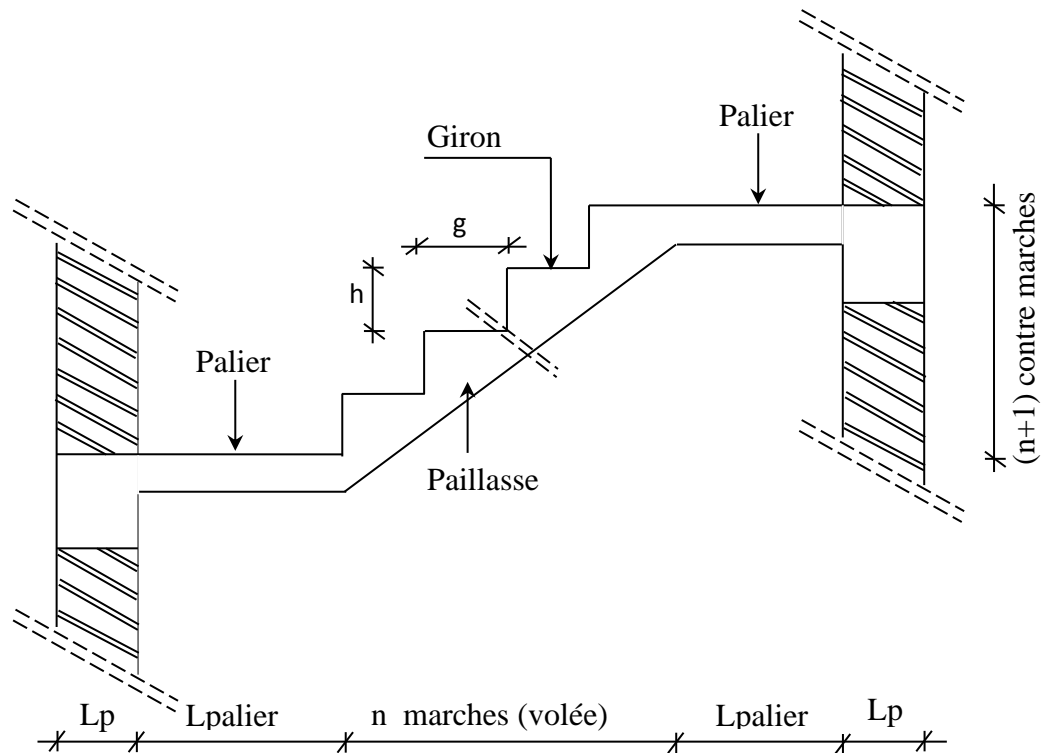 Palier
Giron
g
h
Palier
Paillasse
(n+1) contre marches
Lp
Lpalier
n marches (volée)
Lpalier
Lp